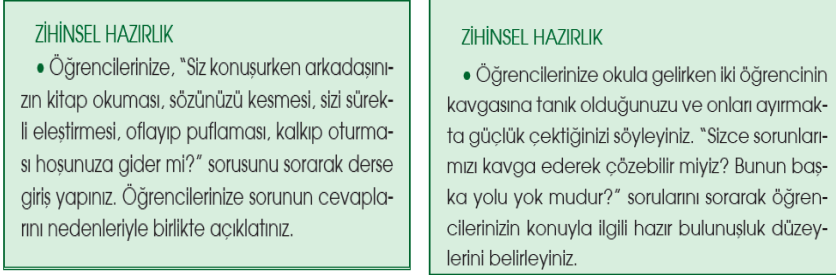 ZİHİNSEL HAZIRLIK
• Öğrencilerinize, “Siz konuşurken arkadaşını-
zın kitap okuması, sözünüzü kesmesi, sizi sürek-
li eleştirmesi, oflayıp puflaması, kalkıp oturma-
sı hoşunuza gider mi?” sorusunu sorarak derse
giriş yapınız. Öğrencilerinize sorunun cevapla-
rını nedenleriyle birlikte açıklatınız.
ZİHİNSEL HAZIRLIK
• Öğrencilerinize okula gelirken iki öğrencinin
kavgasına tanık olduğunuzu ve onları ayırmak-
ta güçlük çektiğinizi söyleyiniz. “Sizce sorunları-
mızı kavga ederek çözebilir miyiz? Bunun baş-
ka yolu yok mudur?” sorularını sorarak öğren-
cilerinizin konuyla ilgili hazır bulunuşluk düzey-
lerini belirleyiniz.